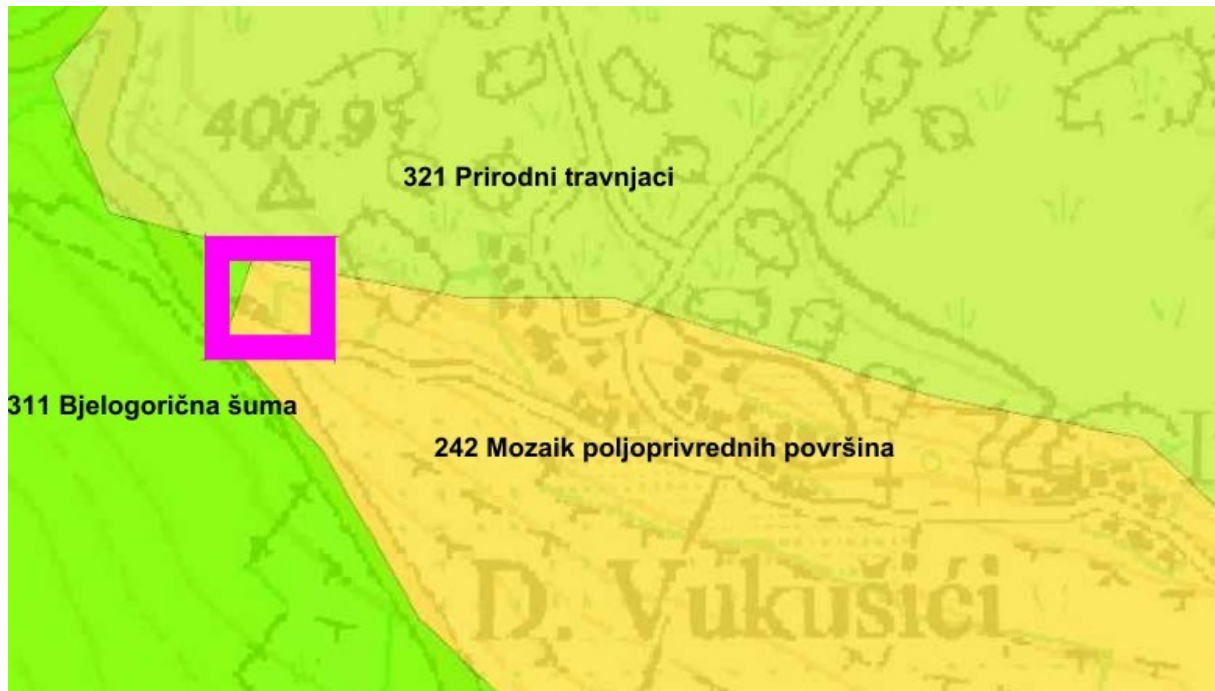 400.9
321 Prirodni travnjaci
311 Bjelogorična šuma
242 Mozaik poljoprivrednih površina
D. Vukušići